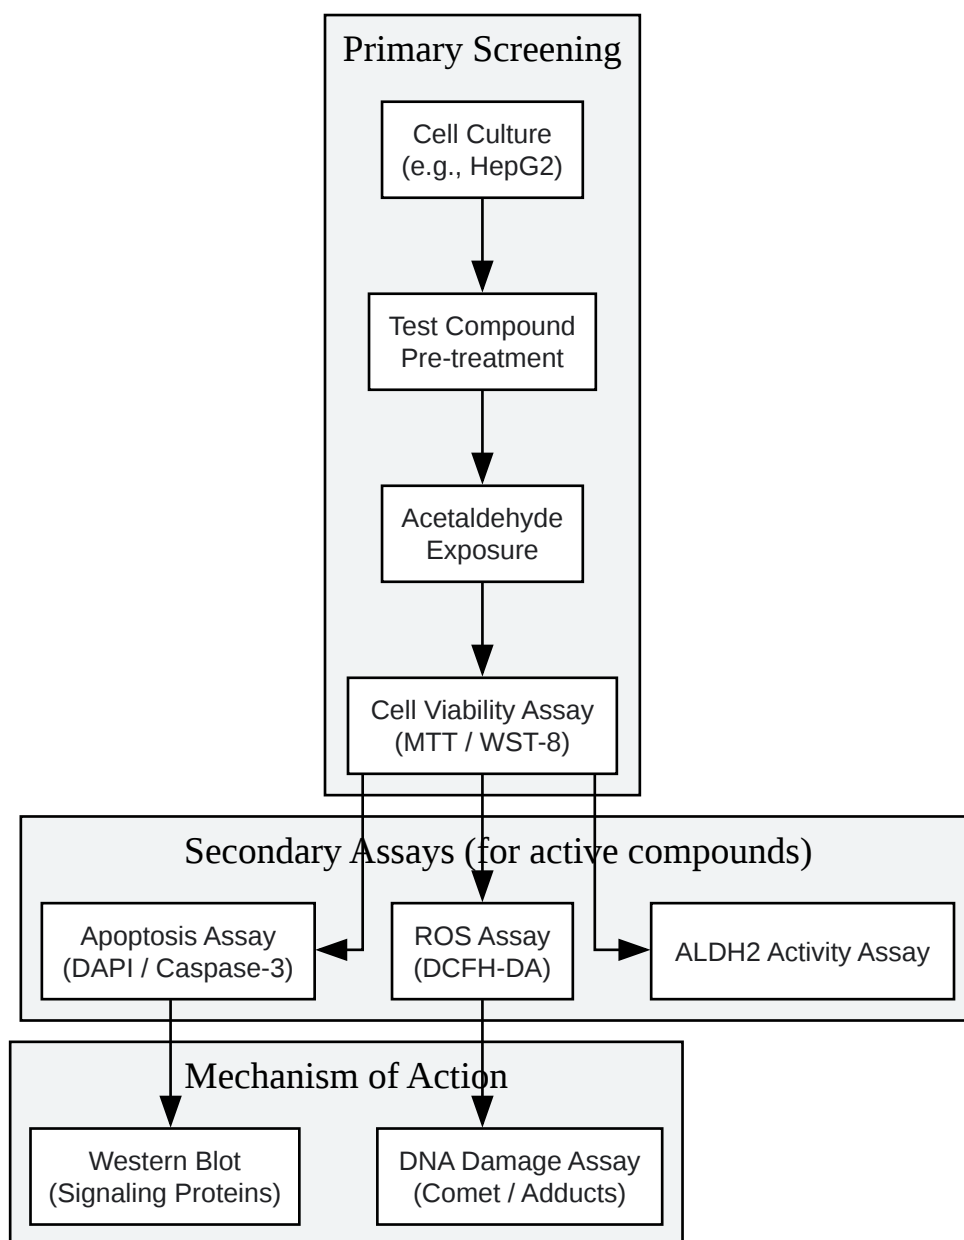 Primary Screening
Cell Culture
(e.g., HepG2)
Test Compound
Pre-treatment
Acetaldehyde
Exposure
Cell Viability Assay
(MTT / WST-8)
Secondary Assays (for active compounds)
Apoptosis Assay
(DAPI / Caspase-3)
ROS Assay
(DCFH-DA)
ALDH2 Activity Assay
Mechanism of Action
Western Blot
(Signaling Proteins)
DNA Damage Assay
(Comet / Adducts)